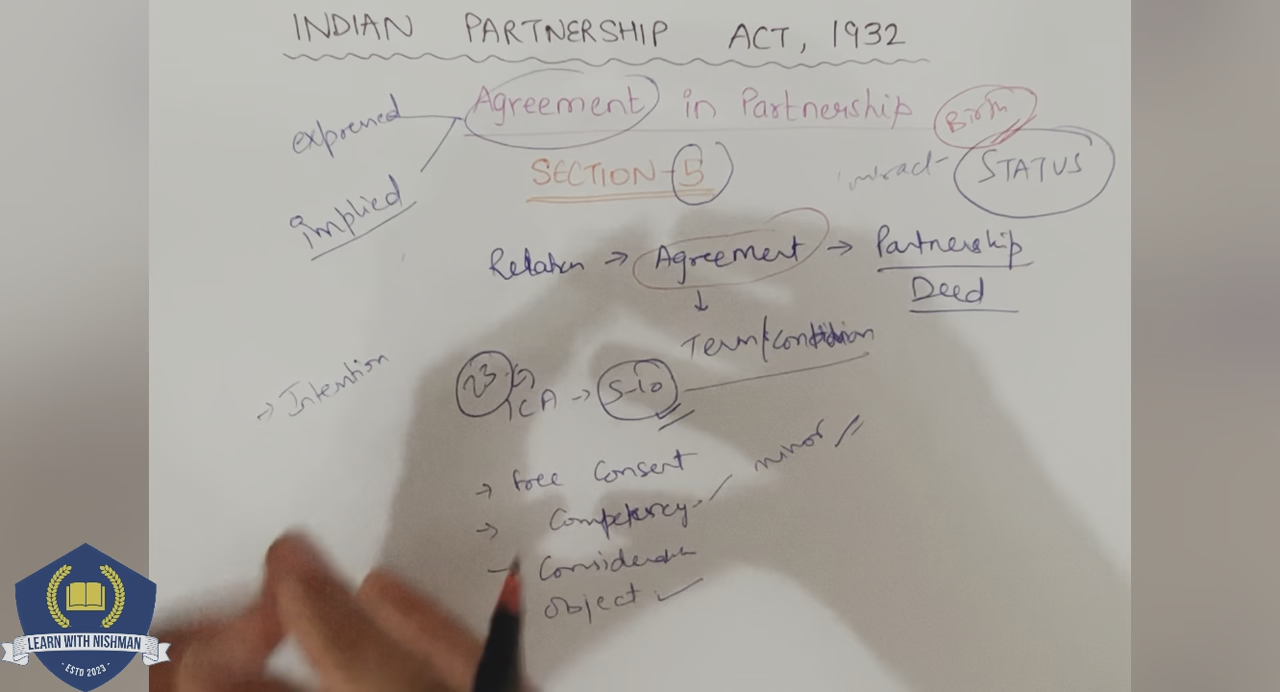 INDIAN PARTNERSHIP ACT, 1932
Agreement in Partnership Birth
expressed
SECTION-5
STATUS
implied
Relation → Agreement → Partnership
Deed
↓
Term/Condition
→ Intention
23
ICA → S-10
→ free Consent
minor
→ Competency
Object
LEARN WITH NISHMAN
- ESTD 2023 -